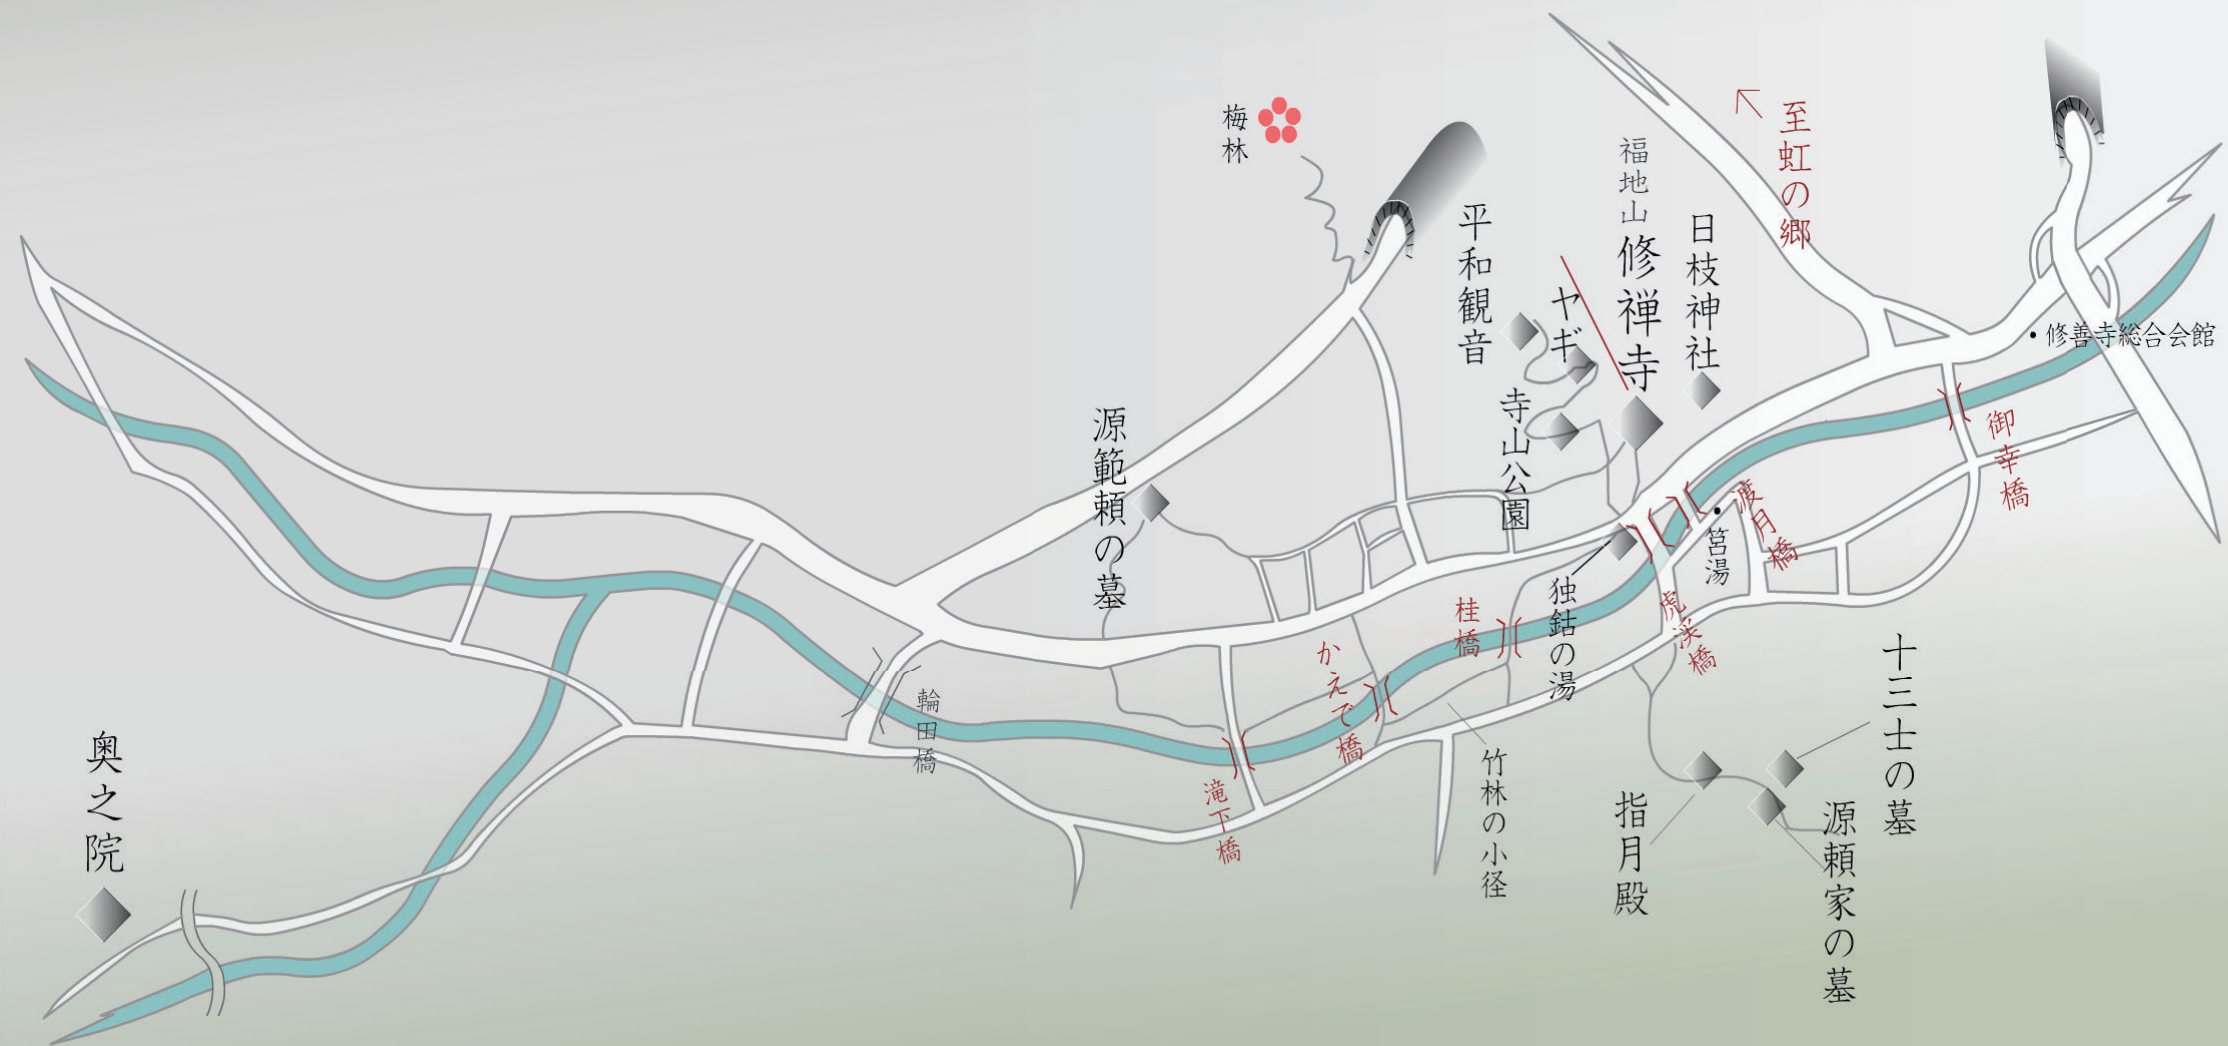 至虹の郷
梅林
福地山
修禅寺
日枝神社
平和観音
ヤギ
修善寺総合会館
寺山公園
源範頼の墓
御幸橋
渡月橋
筥湯
独鈷の湯
虎渓橋
桂橋
かえで橋
十三士の墓
輪田橋
奥之院
竹林の小径
滝下橋
指月殿
源頼家の墓